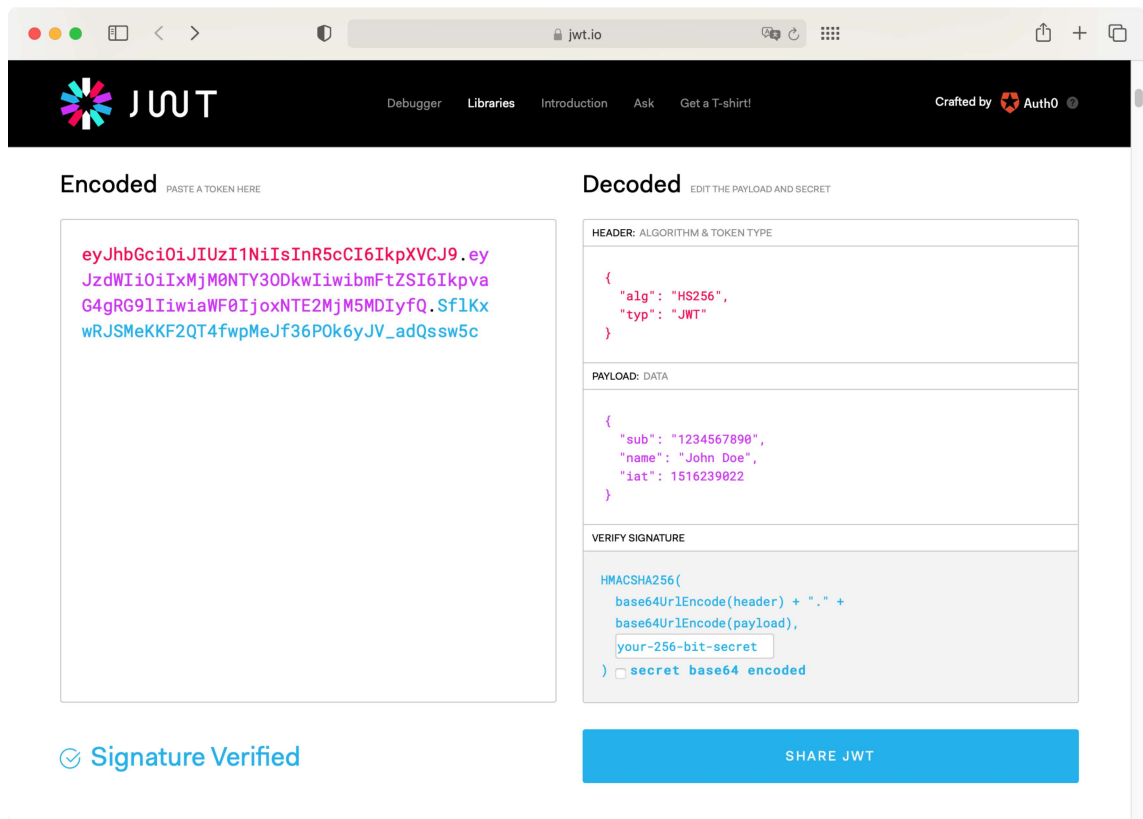 jwt.io
JWT
Debugger Libraries Introduction Ask Get a T-shirt! Crafted by Auth0 ?
Encoded PASTE A TOKEN HERE
eyJhbGciOiJIUzI1NiIsInR5cCI6IkpXVCJ9.ey
JzdWIiOiIxMjM0NTY3ODkwIiwibmFtZSI6Ikpva
G4gRG9lIiwiaWF0IjoxNTE2MjM5MDIyfQ.SflKx
wRJSMeKKF2QT4fwpMeJf36POk6yJV_adQssw5c
Decoded EDIT THE PAYLOAD AND SECRET
HEADER: ALGORITHM & TOKEN TYPE
{
"alg": "HS256",
"typ": "JWT"
}
PAYLOAD: DATA
{
"sub": "1234567890",
"name": "John Doe",
"iat": 1516239022
}
VERIFY SIGNATURE
HMACSHA256(
base64UrlEncode(header) + "." +
base64UrlEncode(payload),
your-256-bit-secret
) secret base64 encoded
Signature Verified
SHARE JWT